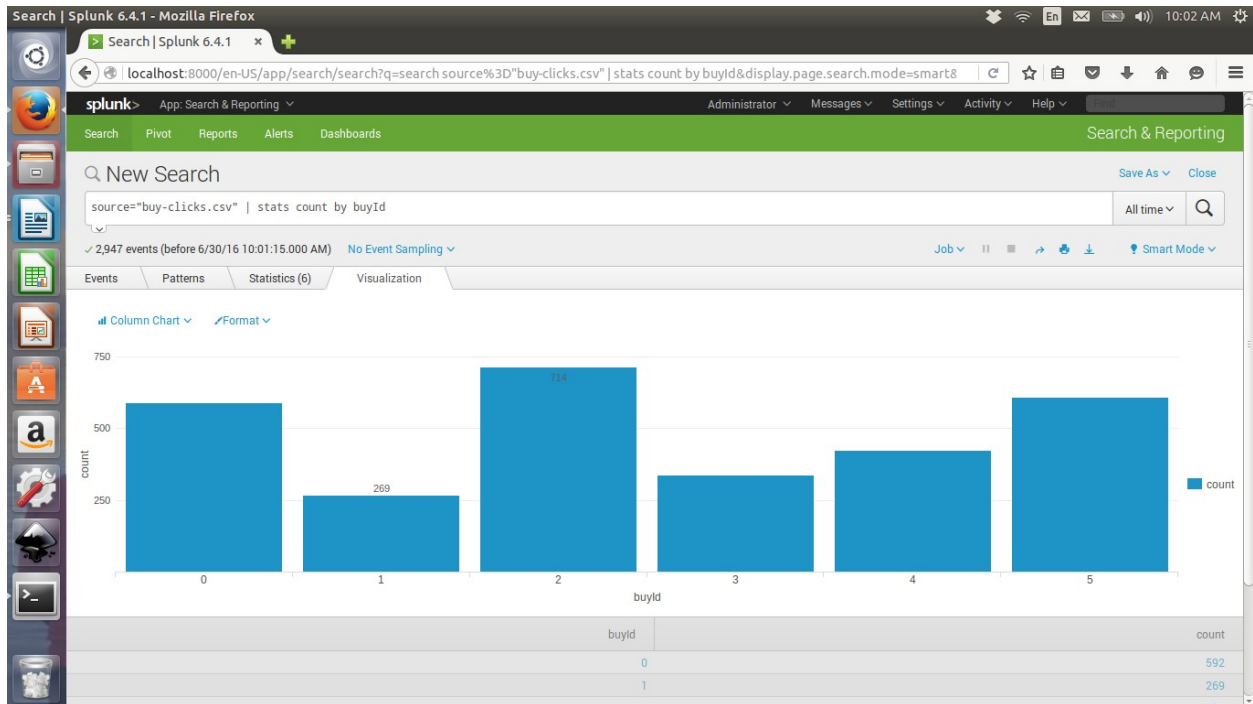 Search | Splunk 6.4.1 - Mozilla Firefox
En
10:02 AM
Search | Splunk 6.4.1
localhost:8000/en-US/app/search/search?q=search source%3D"buy-clicks.csv" | stats count by buyId&display.page.search.mode=smart&
splunk> App: Search & Reporting Administrator Messages Settings Activity Help Find
Search Pivot Reports Alerts Dashboards Search & Reporting
New Search Save As Close
source="buy-clicks.csv" | stats count by buyId All time
2,947 events (before 6/30/16 10:01:15.000 AM) No Event Sampling Job Smart Mode
Events Patterns Statistics (6) Visualization
Column Chart Format
750
714
500
count
269
250
count
0 1 2 3 4 5
buyId
buyId count
0 592
1 269